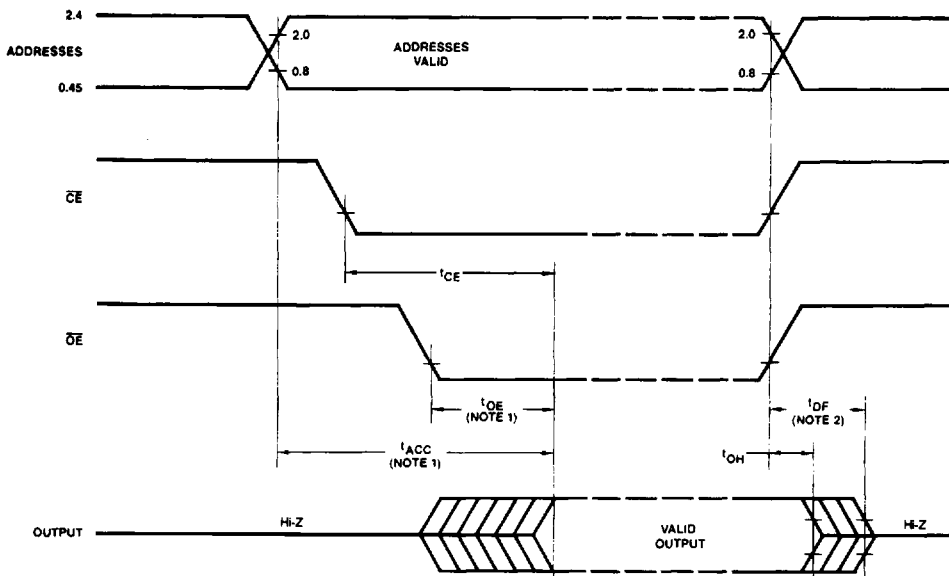 2.4
ADDRESSES
0.45
2.0
0.8
ADDRESSES
VALID
2.0
0.8
CE
tCE
OE
tOE
(NOTE 1)
tDF
(NOTE 2)
tACC
(NOTE 1)
tOH
OUTPUT
Hi-Z
VALID
OUTPUT
Hi-Z